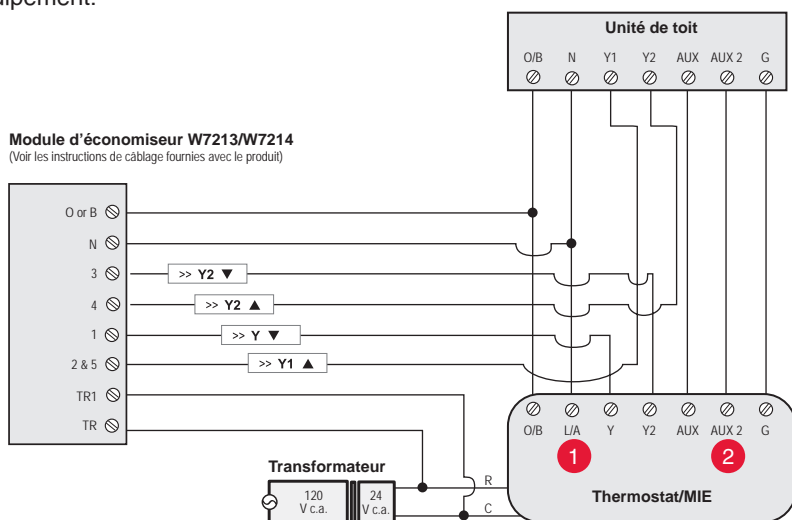 uipement.
Unité de toit
O/B N Y1 Y2 AUX AUX 2 G
Module d’économiseur W7213/W7214
(Voir les instructions de câblage fournies avec le produit)
O or B
N
3 >> Y2 ▼
4 >> Y2 ▲
1 >> Y ▼
2 & 5 >> Y1 ▲
TR1
TR
O/B L/A Y Y2 AUX AUX 2 G
1 2
Transformateur
120 V c.a.
24 V c.a.
R
C
Thermostat/MIE